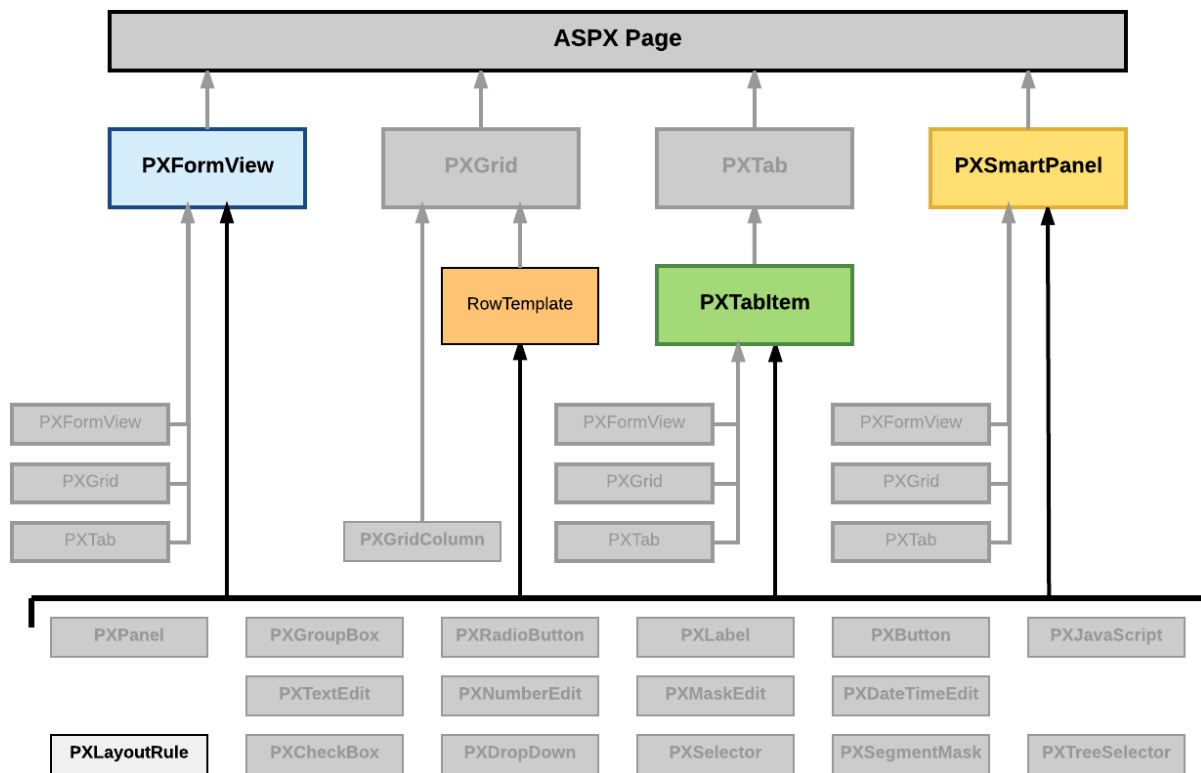 ASPX Page
PXFormView
PXGrid
PXTab
PXSmartPanel
RowTemplate
PXTabItem
PXFormView
PXFormView
PXFormView
PXGrid
PXGrid
PXGrid
PXTab
PXGridColumn
PXTab
PXTab
PXPanel
PXGroupBox
PXRadioButton
PXLabel
PXButton
PXJavaScript
PXTextEdit
PXNumberEdit
PXMaskEdit
PXDateTimeEdit
PXLayoutRule
PXCheckBox
PXDropDown
PXSelector
PXSegmentMask
PXTreeSelector